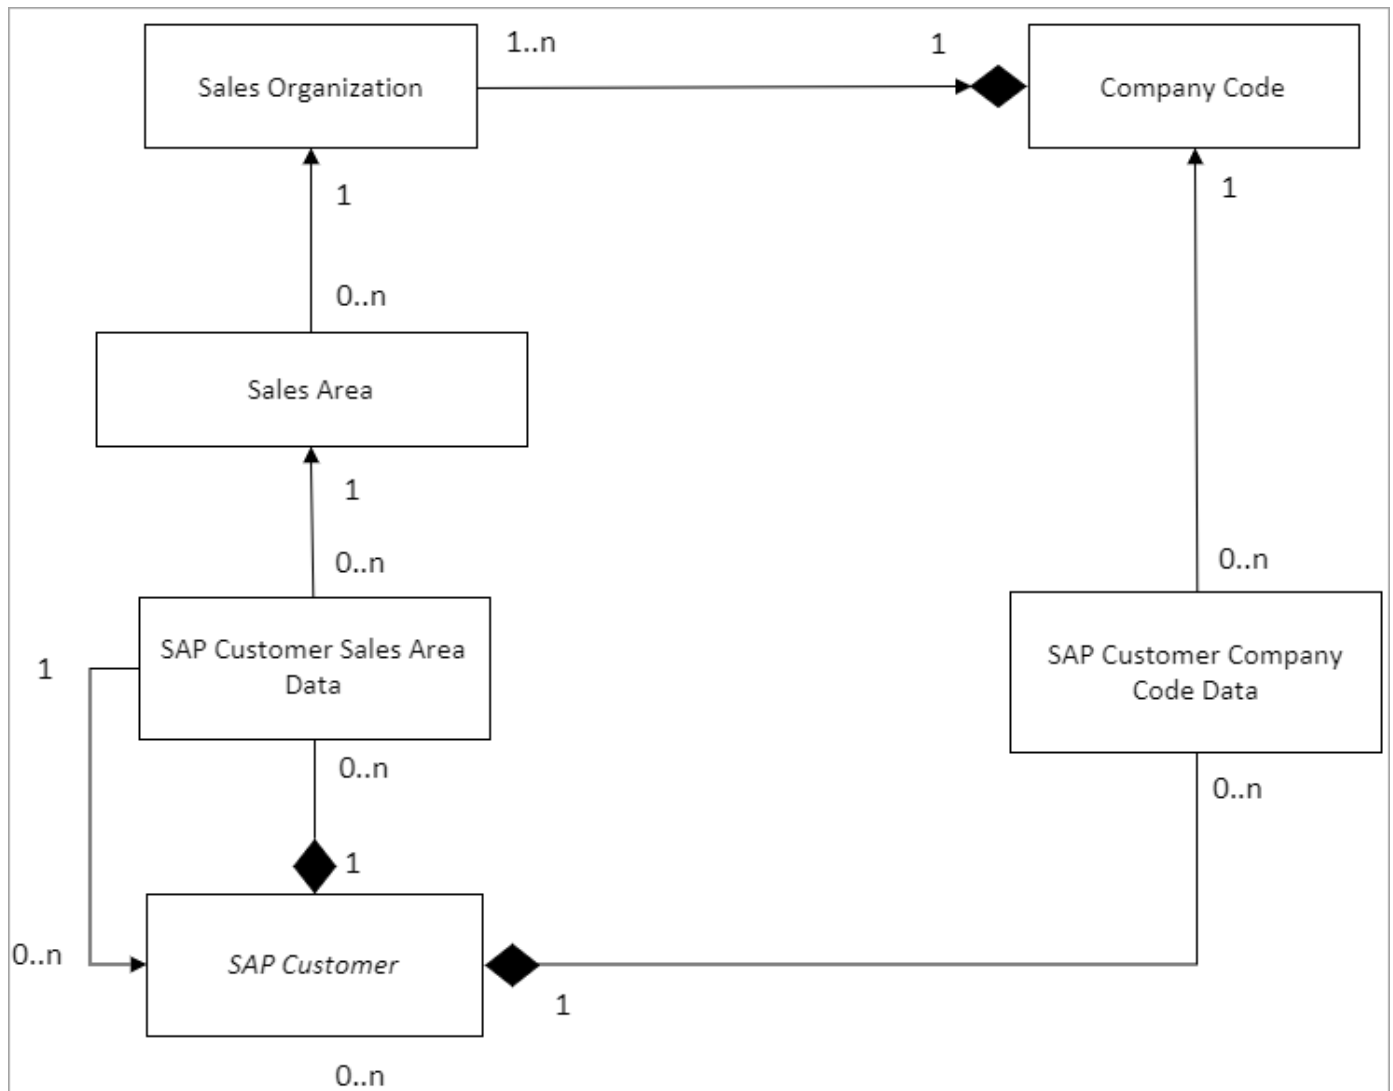 1..n
1
Sales Organization
Company Code
1
1
0..n
Sales Area
1
0..n
0..n
SAP Customer Sales Area
Data
SAP Customer Company
Code Data
1
0..n
0..n
1
0..n
SAP Customer
1
0..n